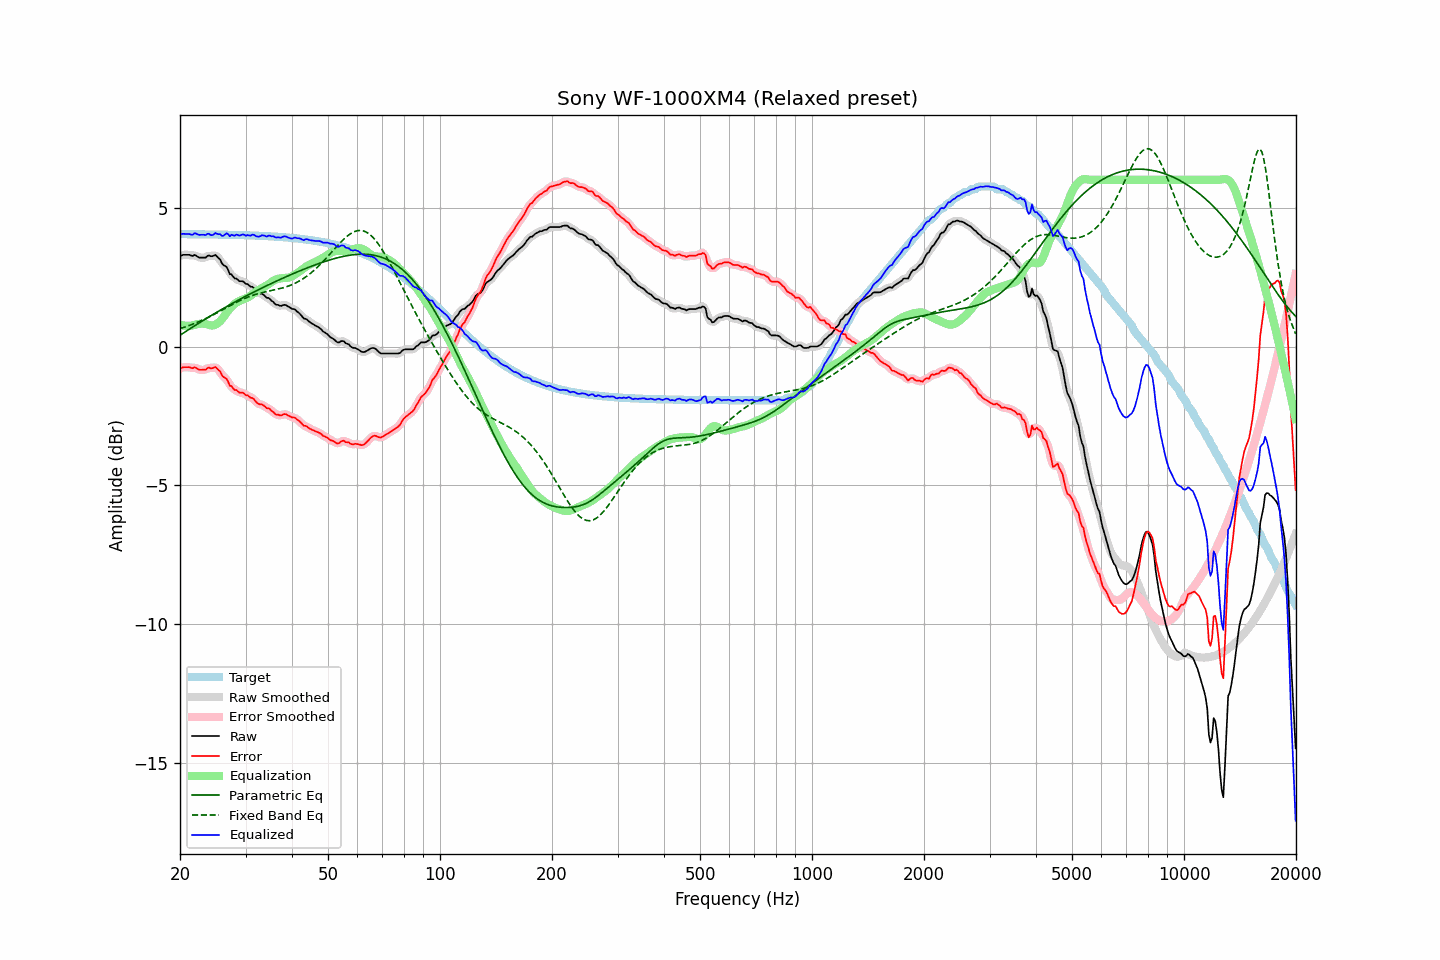 Sony WF-1000XM4 (Relaxed preset)
Amplitude (dBr)
5
0
−5
−10
−15
Target
Raw Smoothed
Error Smoothed
Raw
Error
Equalization
Parametric Eq
Fixed Band Eq
Equalized
20 50 100 200 500 1000 2000 5000 10000 20000
Frequency (Hz)